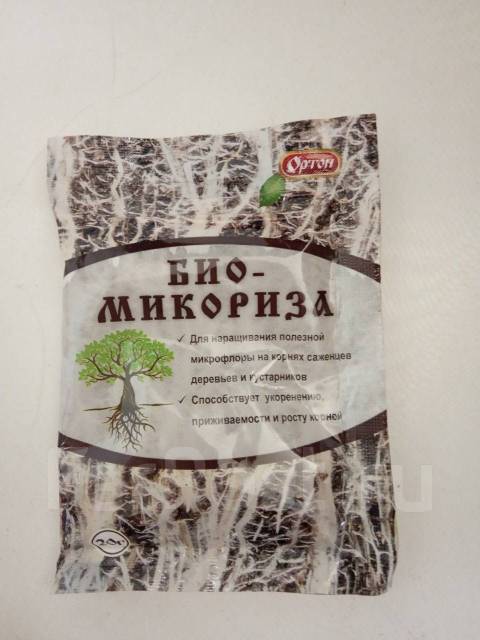 Ортон
БИО-
МИКОРИЗА
✓ Для наращивания полезной
микрофлоры на корнях саженцев
деревьев и кустарников
✓ Способствует укоренению,
приживаемости и росту корней